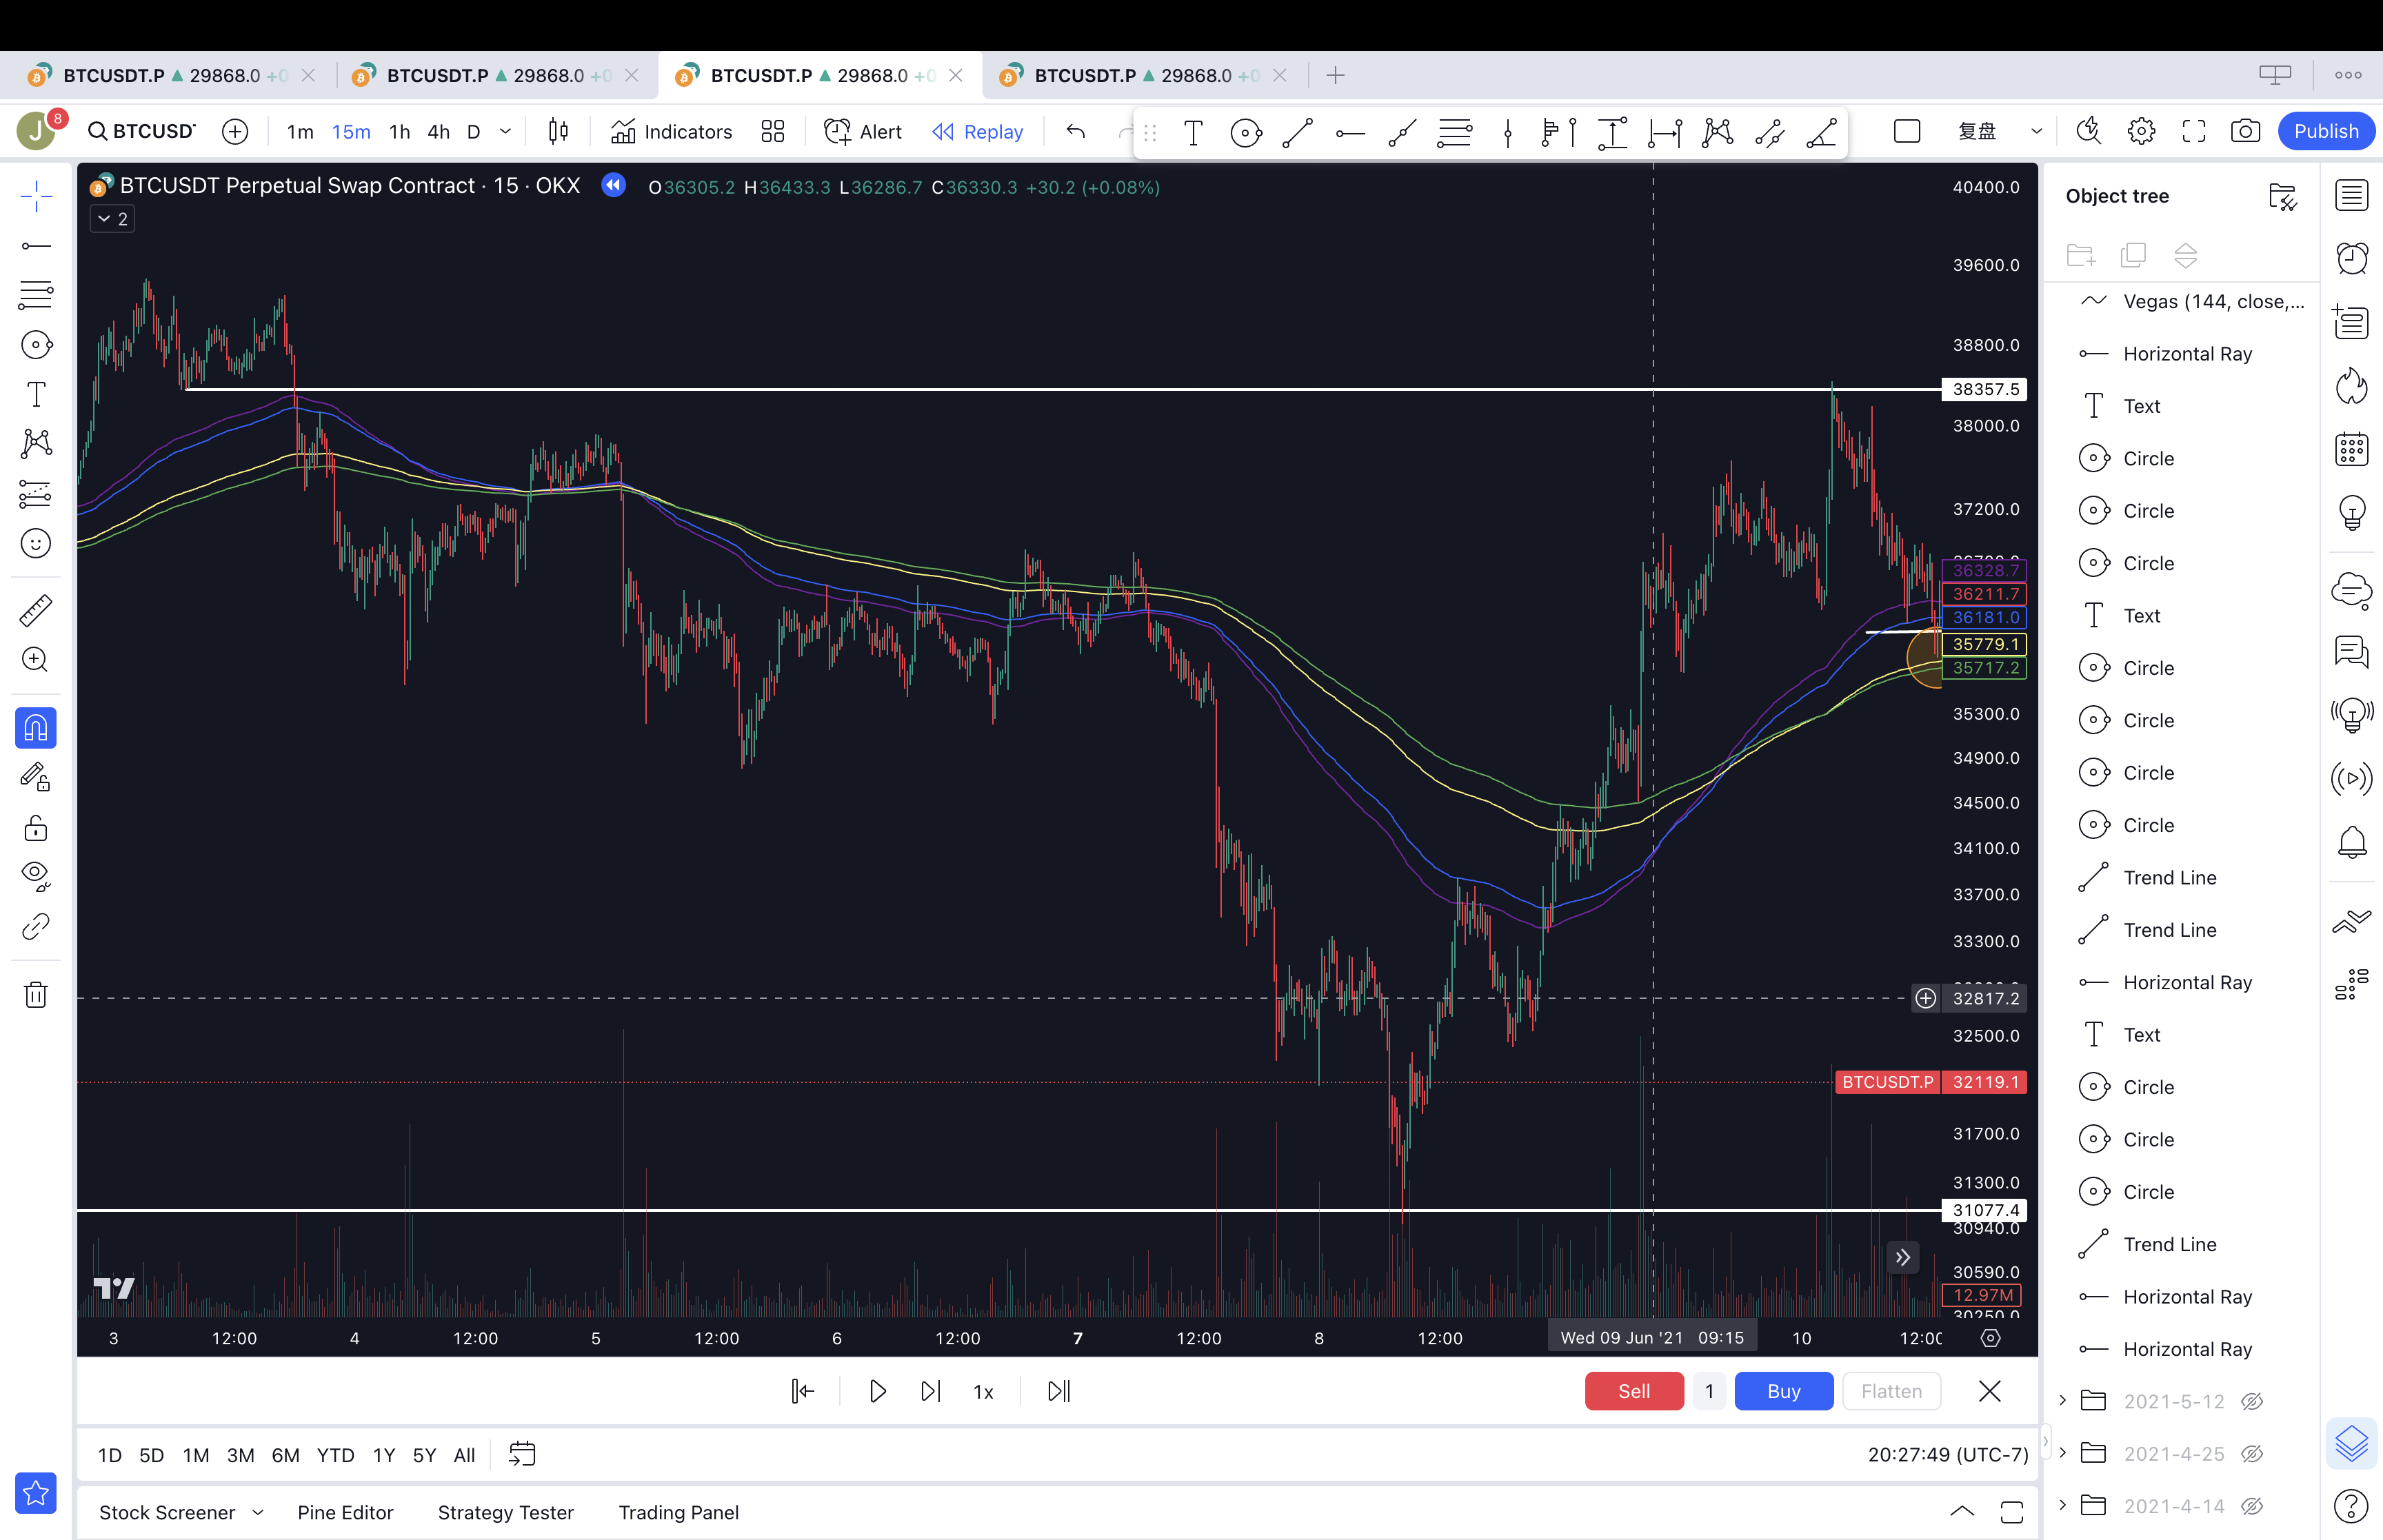 BTCUSDT.P 29868.0 +0
BTCUSDT.P 29868.0 +0
BTCUSDT.P 29868.0 +0
BTCUSDT.P 29868.0 +0
J 8
BTCUSD
1m 15m 1h 4h D
Indicators
Alert
Replay
T
复盘
Publish
BTCUSDT Perpetual Swap Contract · 15 · OKX
O36305.2 H36433.3 L36286.7 C36330.3 +30.2 (+0.08%)
2
40400.0
39600.0
38800.0
38357.5
38000.0
37200.0
36328.7
36211.7
36181.0
35779.1
35717.2
35300.0
34900.0
34500.0
34100.0
33700.0
33300.0
32817.2
32500.0
BTCUSDT.P 32119.1
31700.0
31300.0
31077.4
30940.0
30590.0
12.97M
30250.0
3 12:00 4 12:00 5 12:00 6 12:00 7 12:00 8 12:00 Wed 09 Jun '21 09:15 10 12:00
1x
Sell 1 Buy Flatten
1D 5D 1M 3M 6M YTD 1Y 5Y All
20:27:49 (UTC-7)
Stock Screener Pine Editor Strategy Tester Trading Panel
Object tree
Vegas (144, close,...
Horizontal Ray
Text
Circle
Circle
Circle
Text
Circle
Circle
Circle
Circle
Trend Line
Trend Line
Horizontal Ray
Text
Circle
Circle
Circle
Trend Line
Horizontal Ray
Horizontal Ray
2021-5-12
2021-4-25
2021-4-14